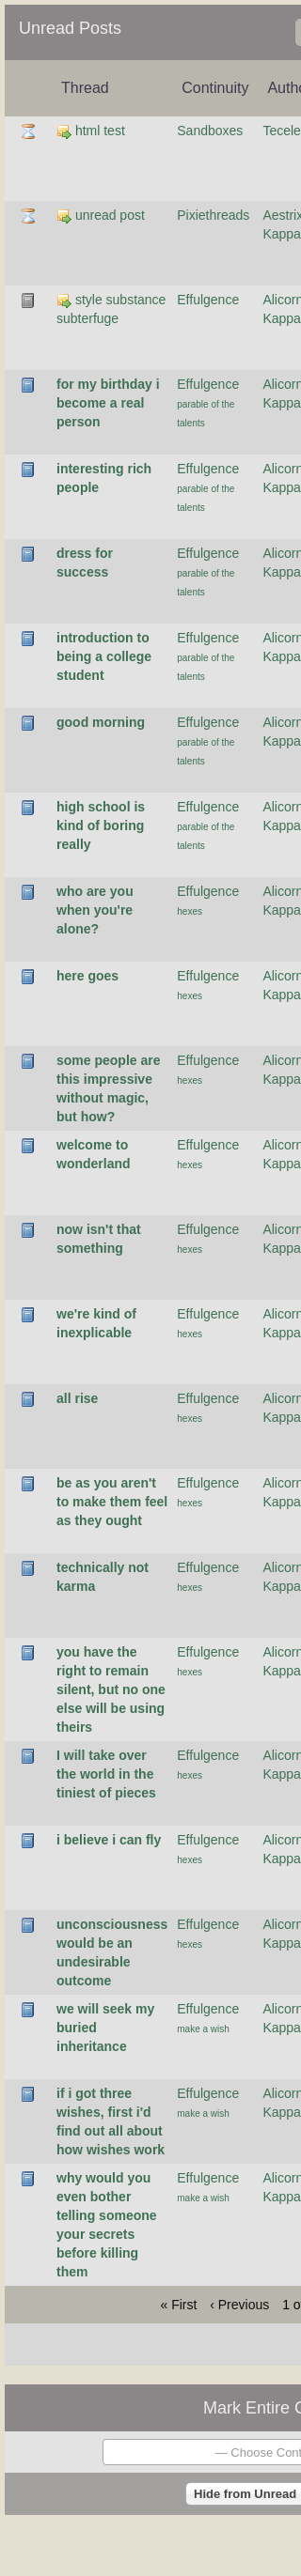 Unread Posts
Thread Continuity
html test Sandboxes
unread post Pixiethreads
Kappa
style substance Effulgence Alicorn
subterfuge Kappa
for my birthday i Effulgence Alicorn
become a real parole of the Kappa
person talents
interesting rich Effulgence Alicorn
people parole of the Kappa
talents
dress for Effulgence Alicorn
success parole of the Kappa
talents
introduction to Effulgence Alicorn
being a college parole of the Kappa
student talents
good morning Effulgence Alicorn
parole of the Kappa
talents
high school is Effulgence Alicorn
kind of boring parole of the Kappa
really talents
who are you Effulgence Alicorn
when you're hexes Kappa
alone?
here goes Effulgence Alicorn
hexes Kappa
some people are Effulgence Alicorn
this impressive hexes Kappa
without magic,
but how?
welcome to Effulgence Alicorn
wonderland hexes Kappa
now isn't that Effulgence Alicorn
something hexes Kappa
we're kind of Effulgence Alicorn
inexplicable hexes Kappa
all rise Effulgence Alicorn
hexes Kappa
be as you aren't Effulgence Alicorn
to make them feel hexes Kappa
as they ought
technically not Effulgence Alicorn
karma hexes Kappa
you have the Effulgence Alicorn
right to remain hexes Kappa
silent, but no one
else will be using
theirs
I will take over Effulgence Alicorn
the world in the hexes Kappa
tiniest of pieces
i believe i can fly Effulgence Alicorn
hexes Kappa
unconsciousness Effulgence Alicorn
would be an hexes Kappa
undesirable
outcome
we will seek my Effulgence Alicorn
buried make a wish Kappa
inheritance
if i got three Effulgence Alicorn
wishes, first i'd make a wish Kappa
find out all about
how wishes work
why would you Effulgence Alicorn
even bother make a wish Kappa
telling someone
your secrets
before killing
them
« First ‹ Previous 1
Mark Entire
— Choose
Hide from Unread